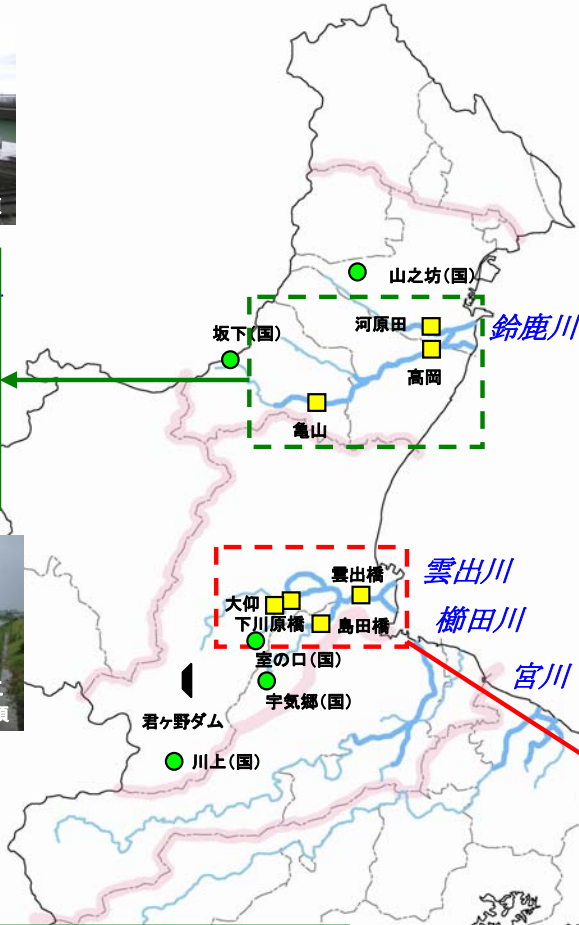 山之坊(国)
坂下(国)
河原田
鈴鹿川
高岡
亀山
雲出橋
雲出川
大仰
下川原橋
島田橋
櫛田川
室の口(国)
宇気郷(国)
宮川
君ヶ野ダム
川上(国)